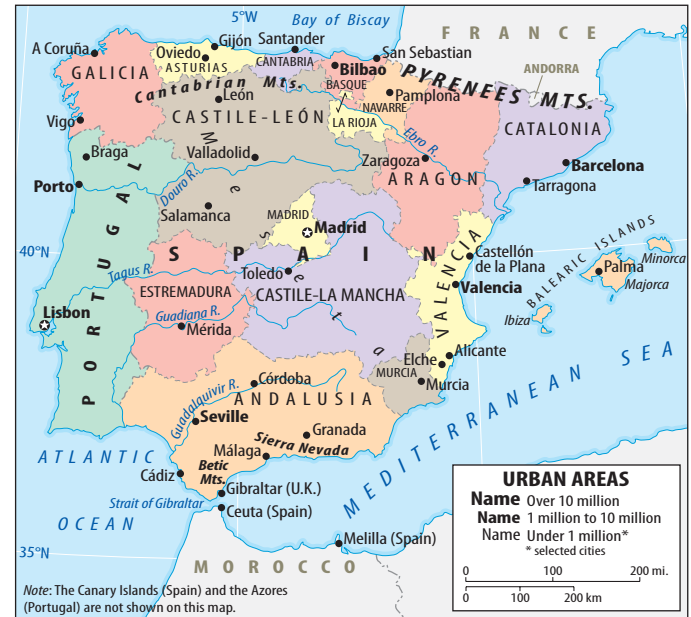 5°W
Bay of Biscay
FRANCE
A Coruña
Oviedo
Gijón
Santander
San Sebastian
GALICIA
ASTURIAS
CANTABRIA
Bilbao
PYRENEES MTS.
ANDORRA
Cantabrian Mts.
BASQUE
Pamplona
León
NAVARRE
Vigo
CASTILE-LEÓN
LA RIOJA
CATALONIA
Ebro R.
Braga
Valladolid
Zaragoza
Barcelona
Porto
Douro R.
ARAGON
Tarragona
Salamanca
MADRID
Madrid
Meseta
PORTUGAL
40°N
SPAIN
VALENCIA
Castellón
de la Plana
BALEARIC ISLANDS
Minorca
Palma
Majorca
Tagus R.
Toledo
ESTREMADURA
CASTILE-LA MANCHA
Valencia
Ibiza
Lisbon
Guadiana R.
Mérida
Elche
Alicante
MURCIA
Murcia
Córdoba
ANDALUSIA
Guadalquivir R.
Seville
Granada
Sierra Nevada
Málaga
MEDITERRANEAN SEA
ATLANTIC
OCEAN
Cádiz
Betic
Mts.
Gibraltar (U.K.)
Strait of Gibraltar
Ceuta (Spain)
Melilla (Spain)
35°N
MOROCCO
Note: The Canary Islands (Spain) and the Azores
(Portugal) are not shown on this map.
URBAN AREAS
Name Over 10 million
Name 1 million to 10 million
Name Under 1 million*
* selected cities
0 100 200 mi.
0 100 200 km